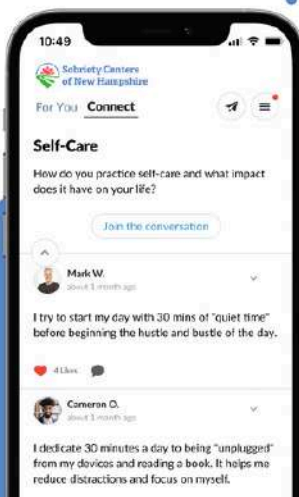 10:49
Sobriety Centers
of New Hampshire
For You Connect
Self-Care
How do you practice self-care and what impact
does it have on your life?
Join the conversation
Mark W.
about 1 month ago
I try to start my day with 30 mins of "quiet time"
before beginning the hustle and bustle of the day.
4 Likes
Cameron O.
about 1 month ago
I dedicate 30 minutes a day to being "unplugged"
from my devices and reading a book. It helps me
reduce distractions and focus on myself.